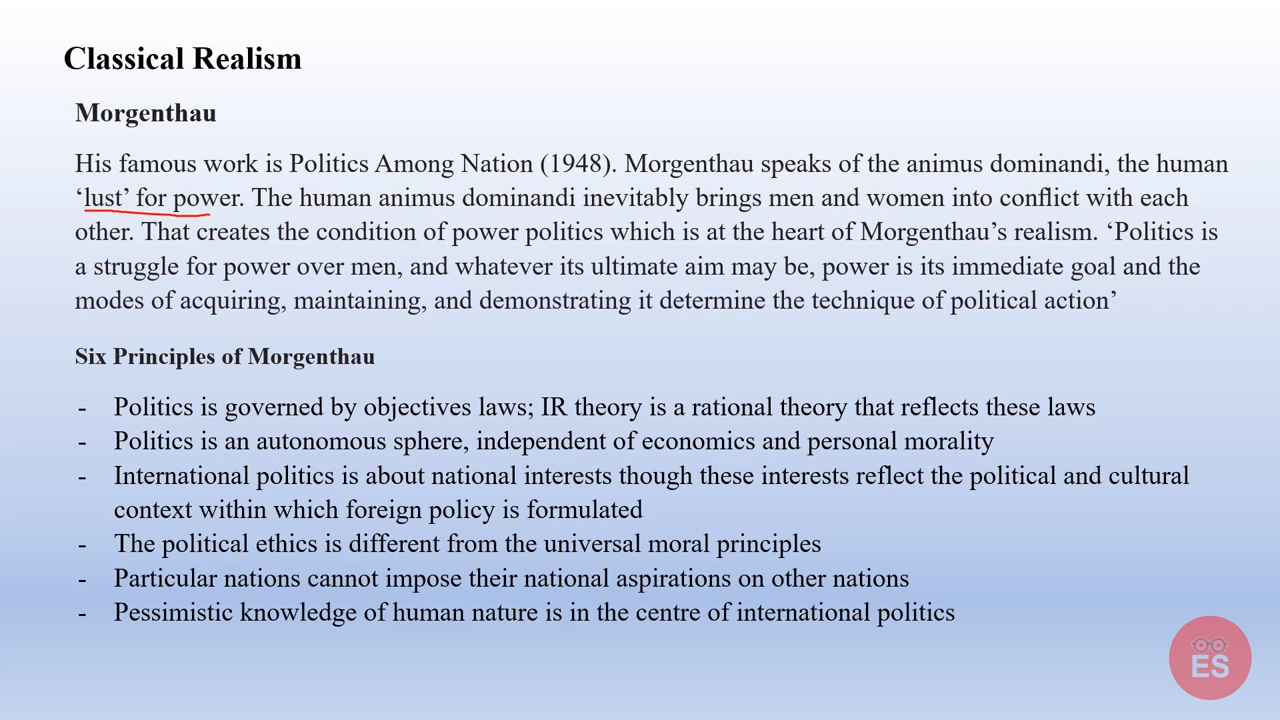 Classical Realism
Morgenthau
His famous work is Politics Among Nation (1948). Morgenthau speaks of the animus dominandi, the human
‘lust’ for power. The human animus dominandi inevitably brings men and women into conflict with each
other. That creates the condition of power politics which is at the heart of Morgenthau’s realism. ‘Politics is
a struggle for power over men, and whatever its ultimate aim may be, power is its immediate goal and the
modes of acquiring, maintaining, and demonstrating it determine the technique of political action’
Six Principles of Morgenthau
- Politics is governed by objectives laws; IR theory is a rational theory that reflects these laws
- Politics is an autonomous sphere, independent of economics and personal morality
- International politics is about national interests though these interests reflect the political and cultural
context within which foreign policy is formulated
- The political ethics is different from the universal moral principles
- Particular nations cannot impose their national aspirations on other nations
- Pessimistic knowledge of human nature is in the centre of international politics
ES